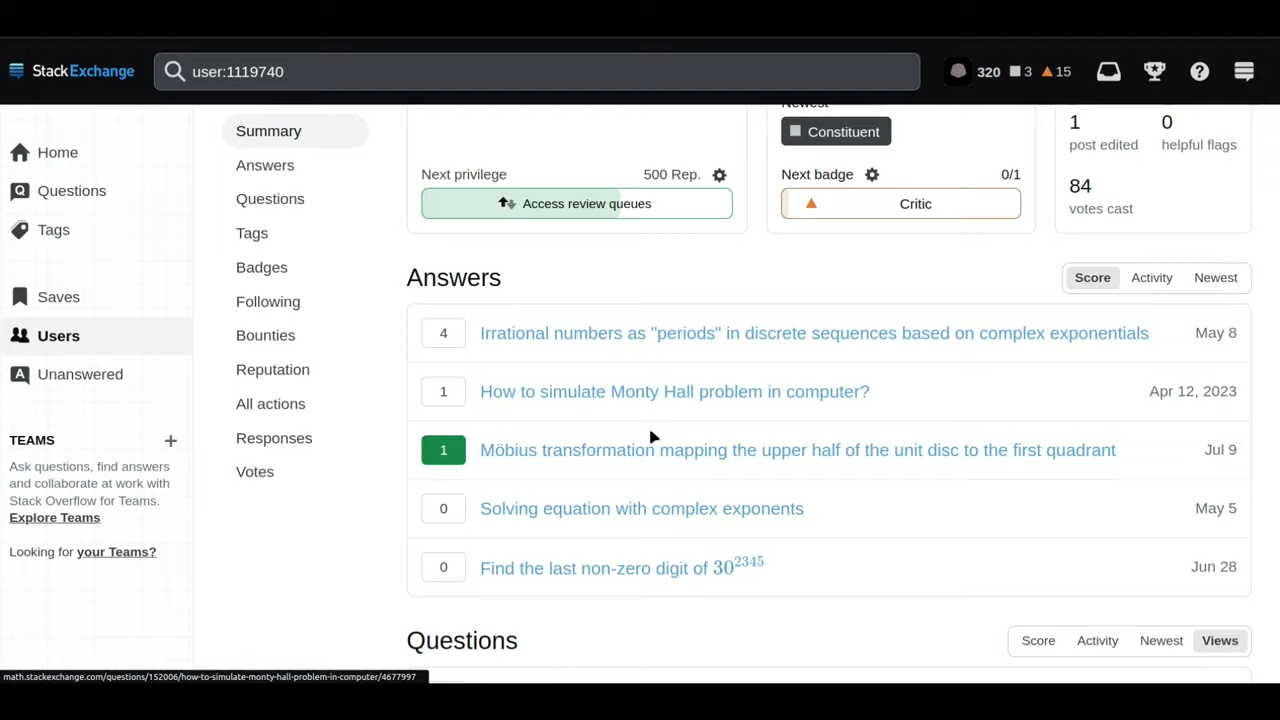 StackExchange
user:1119740
320
3
15
Home
Questions
Tags
Saves
Users
Unanswered
TEAMS
Ask questions, find answers
and collaborate at work with
Stack Overflow for Teams.
Explore Teams
Looking for your Teams?
Summary
Answers
Questions
Tags
Badges
Following
Bounties
Reputation
All actions
Responses
Votes
Next privilege 500 Rep.
Access review queues
Newest
Constituent
Next badge 0/1
Critic
1 0
post edited helpful flags
84
votes cast
Answers
Score Activity Newest
4 Irrational numbers as "periods" in discrete sequences based on complex exponentials May 8
1 How to simulate Monty Hall problem in computer? Apr 12, 2023
1 Möbius transformation mapping the upper half of the unit disc to the first quadrant Jul 9
0 Solving equation with complex exponents May 5
0 Find the last non-zero digit of 30^2345 Jun 28
Questions
Score Activity Newest Views
math.stackexchange.com/questions/152006/how-to-simulate-monty-hall-problem-in-computer/4677997